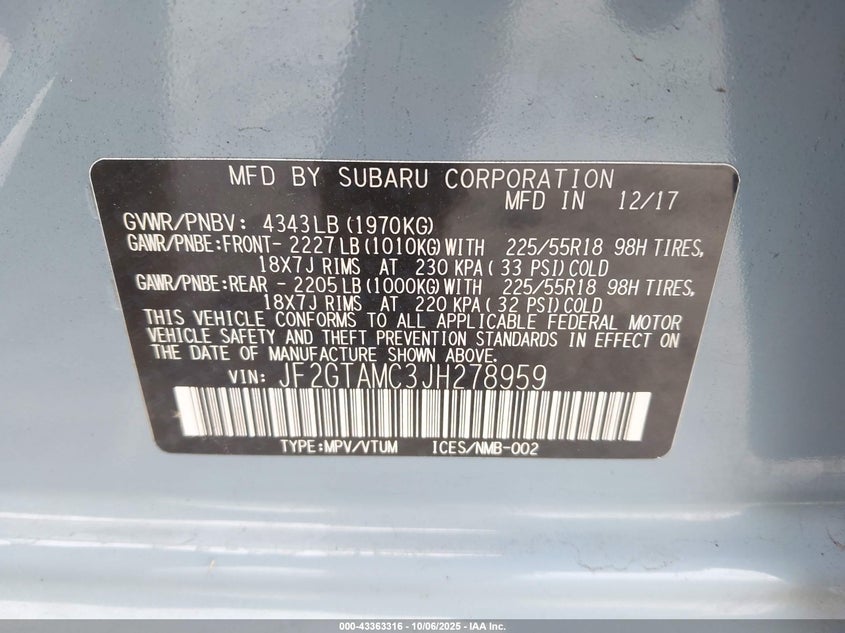 MFD BY SUBARU CORPORATION
MFD IN 12/17
GVWR/PNBV: 4343LB(1970KG)
GAWR/PNBE:FRONT- 2227LB(1010KG)WITH 225/55R18 98H TIRES,
18X7J RIMS AT 230 KPA( 33 PSI)COLD
GAWR/PNBE:REAR - 2205LB(1000KG)WITH 225/55R18 98H TIRES,
18X7J RIMS AT 220 KPA( 32 PSI)COLD
THIS VEHICLE CONFORMS TO ALL APPLICABLE FEDERAL MOTOR
VEHICLE SAFETY AND THEFT PREVENTION STANDARDS IN EFFECT ON
THE DATE OF MANUFACTURE SHOWN ABOVE.
VIN: JF2GTAMC3JH278959
TYPE:MPV/VTUM ICES/NMB-002
000-43363316 - 10/06/2025 - IAA Inc.